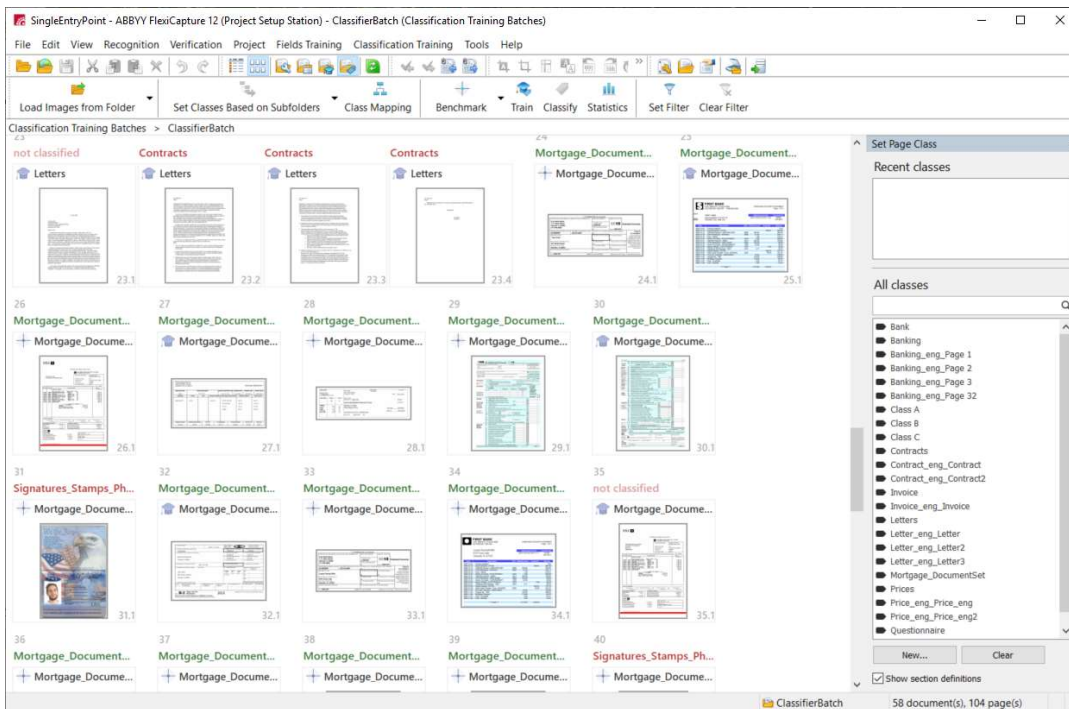 SingleEntryPoint - ABBYY FlexiCapture 12 (Project Setup Station) - ClassifierBatch (Classification Training Batches)
File Edit View Recognition Verification Project Fields Training Classification Training Tools Help
Load Images from Folder Set Classes Based on Subfolders Class Mapping Benchmark Train Classify Statistics Set Filter Clear Filter
Classification Training Batches > ClassifierBatch
23 24 25
not classified Contracts Contracts Contracts Mortgage_Document... Mortgage_Document...
Letters Letters Letters Letters Mortgage_Docume... Mortgage_Docume...
FIRST BANK
23.1 23.2 23.3 23.4 24.1 25.1
26 27 28 29 30
Mortgage_Document... Mortgage_Document... Mortgage_Document... Mortgage_Document... Mortgage_Document...
Mortgage_Docume... Mortgage_Docume... Mortgage_Docume... Mortgage_Docume... Mortgage_Docume...
26.1 27.1 28.1 29.1 30.1
31 32 33 34 35
Signatures_Stamps_Ph... Mortgage_Document... Mortgage_Document... Mortgage_Document... not classified
Mortgage_Docume... Mortgage_Docume... Mortgage_Docume... Mortgage_Docume... Mortgage_Docume...
FIRST BANK
31.1 32.1 33.1 34.1 35.1
36 37 38 39 40
Mortgage_Document... Mortgage_Document... Mortgage_Document... Mortgage_Document... Signatures_Stamps_Ph...
Mortgage_Docume... Mortgage_Docume... Mortgage_Docume... Mortgage_Docume... Mortgage_Docume...
Set Page Class
Recent classes
All classes
Bank
Banking
Banking_eng_Page 1
Banking_eng_Page 2
Banking_eng_Page 3
Banking_eng_Page 32
Class A
Class B
Class C
Contracts
Contract_eng_Contract
Contract_eng_Contract2
Invoice
Invoice_eng_Invoice
Letters
Letter_eng_Letter
Letter_eng_Letter2
Letter_eng_Letter3
Mortgage_DocumentSet
Prices
Price_eng_Price_eng
Price_eng_Price_eng2
Questionnaire
New... Clear
Show section definitions
ClassifierBatch 58 document(s), 104 page(s)